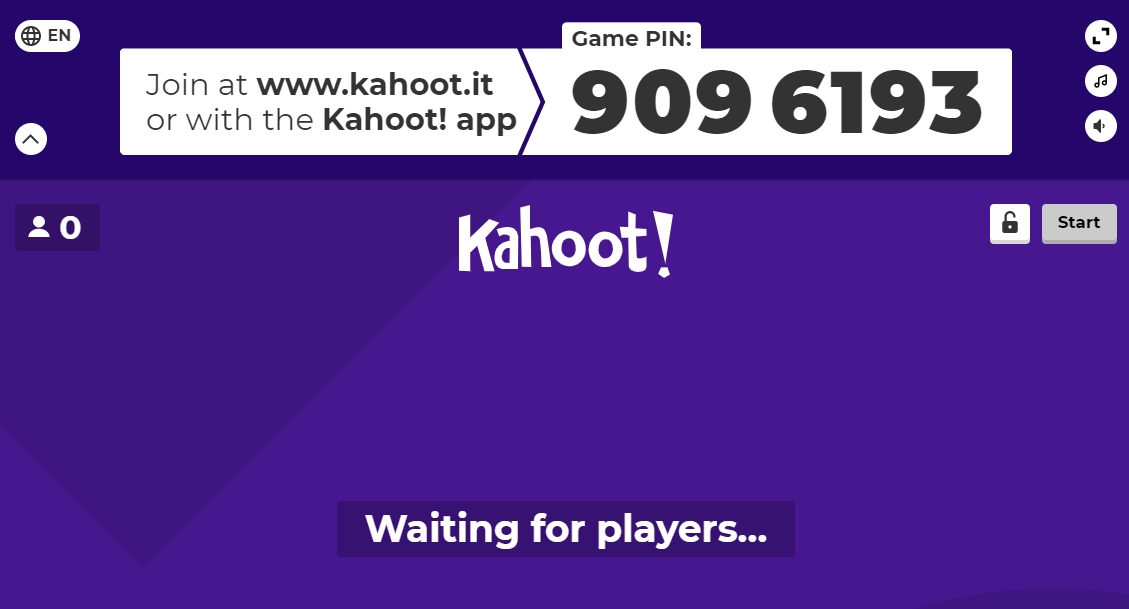 EN
Game PIN:
Join at www.kahoot.it
or with the Kahoot! app
909 6193
0
Kahoot!
Start
Waiting for players...